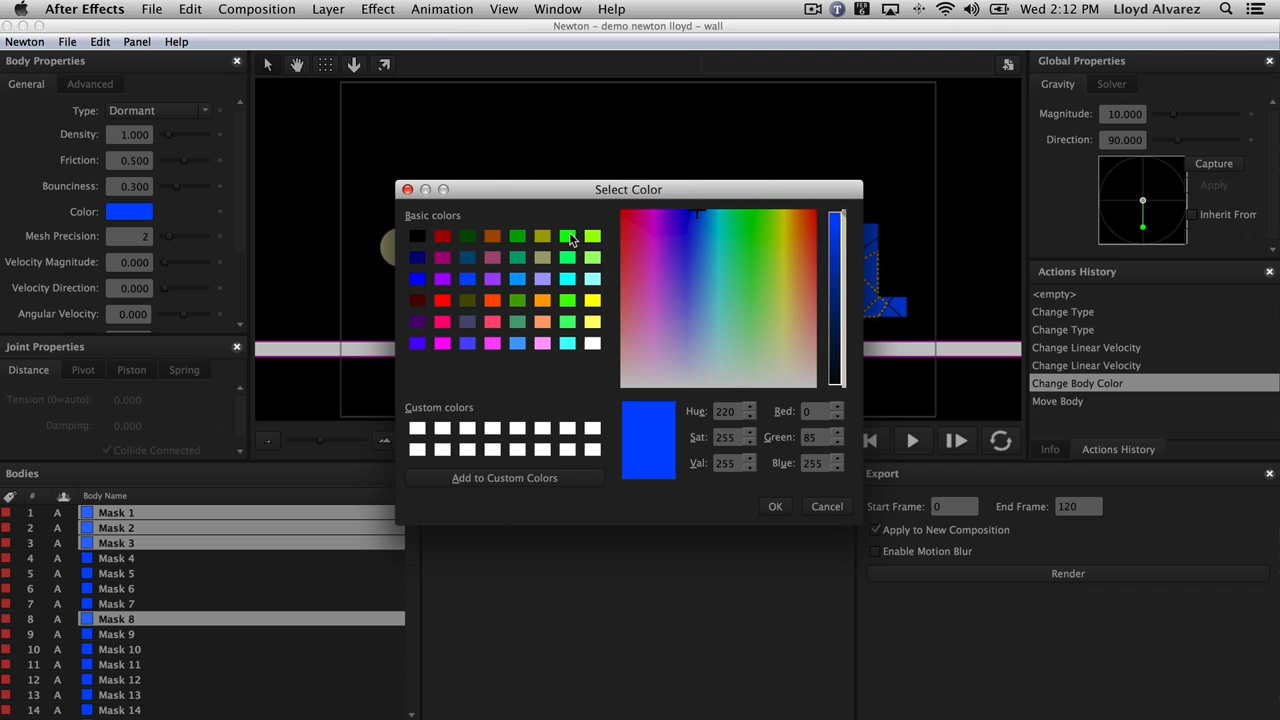 After Effects File Edit Composition Layer Effect Animation View Window Help Wed 2:12 PM Lloyd Alvarez
Newton - demo newton lloyd - wall
Newton File Edit Panel Help
Body Properties
General Advanced
Type: Dormant
Density: 1.000
Friction: 0.500
Bounciness: 0.300
Color:
Mesh Precision: 2
Velocity Magnitude: 0.000
Velocity Direction: 0.000
Angular Velocity: 0.000
Joint Properties
Distance Pivot Piston Spring
Tension (0=auto): 0.000
Damping: 0.000
Collide Connected
Select Color
Basic colors
Custom colors
Add to Custom Colors
Hue: 220 Red: 0
Sat: 255 Green: 85
Val: 255 Blue: 255
OK Cancel
Global Properties
Gravity Solver
Magnitude: 10.000
Direction: 90.000
Capture
Apply
Inherit From
Actions History
<empty>
Change Type
Change Type
Change Linear Velocity
Change Linear Velocity
Change Body Color
Move Body
Info Actions History
Bodies
# Body Name
1 A Mask 1
2 A Mask 2
3 A Mask 3
4 A Mask 4
5 A Mask 5
6 A Mask 6
7 A Mask 7
8 A Mask 8
9 A Mask 9
10 A Mask 10
11 A Mask 11
12 A Mask 12
13 A Mask 13
14 A Mask 14
Export
Start Frame: 0 End Frame: 120
Apply to New Composition
Enable Motion Blur
Render